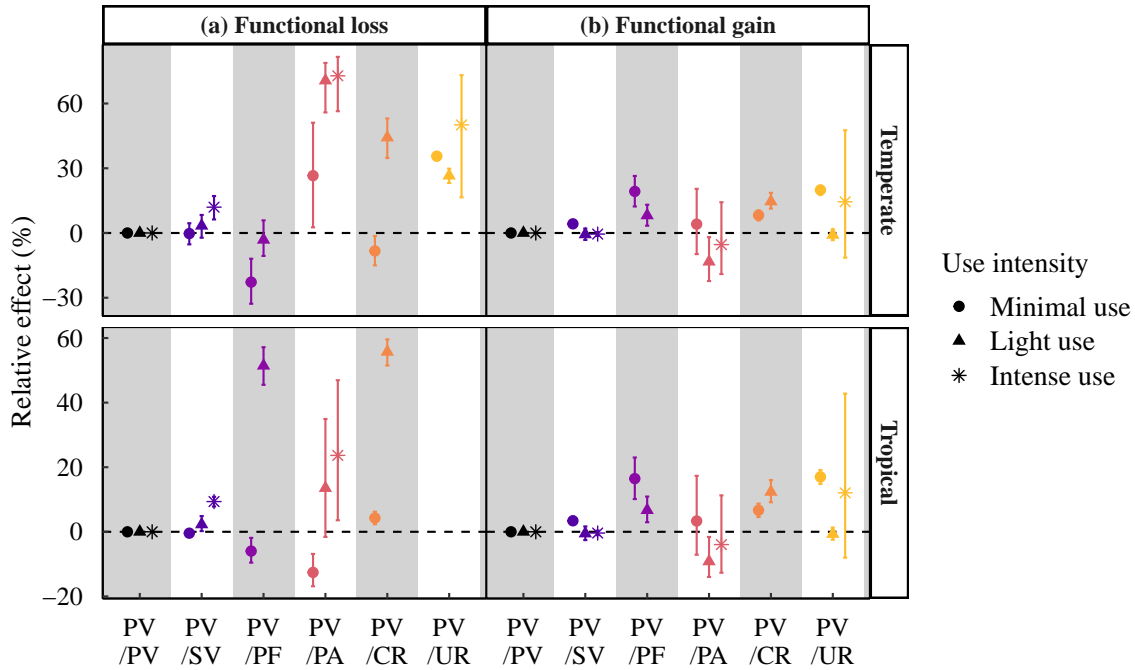 (a) Functional loss
(b) Functional gain
Relative effect (%)
60
30
0
−30
Temperate
60
40
20
0
−20
Tropical
PV PV PV PV PV PV PV PV PV PV PV PV
/PV /SV /PF /PA /CR /UR /PV /SV /PF /PA /CR /UR
Use intensity
Minimal use
Light use
Intense use